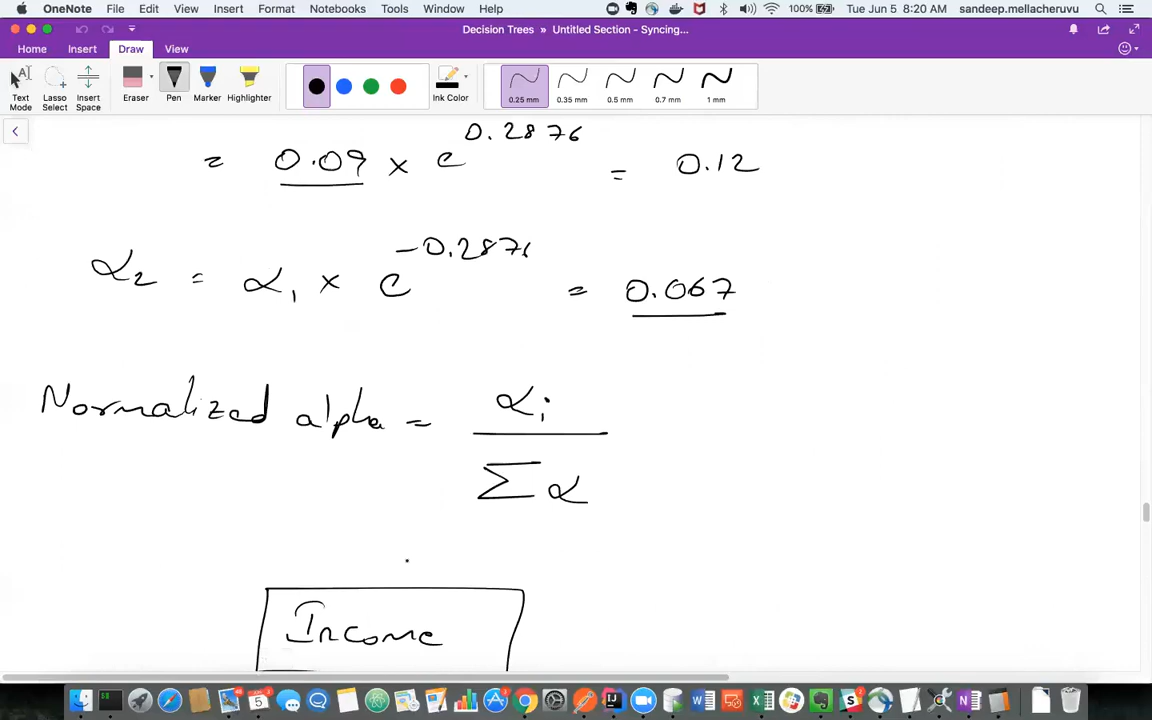 OneNote File Edit View Insert Format Notebooks Tools Window Help 100% Tue Jun 5 8:20 AM sandeep.mellacheruvu
Decision Trees » Untitled Section - Syncing...
Home Insert Draw View
Text Mode Lasso Select Insert Space Eraser Pen Marker Highlighter Ink Color 0.25 mm 0.35 mm 0.5 mm 0.7 mm 1 mm
= 0.09 × e^0.2876 = 0.12
α2 = α1 × e^-0.2876 = 0.067
Normalized alpha = αi
Σα
Income